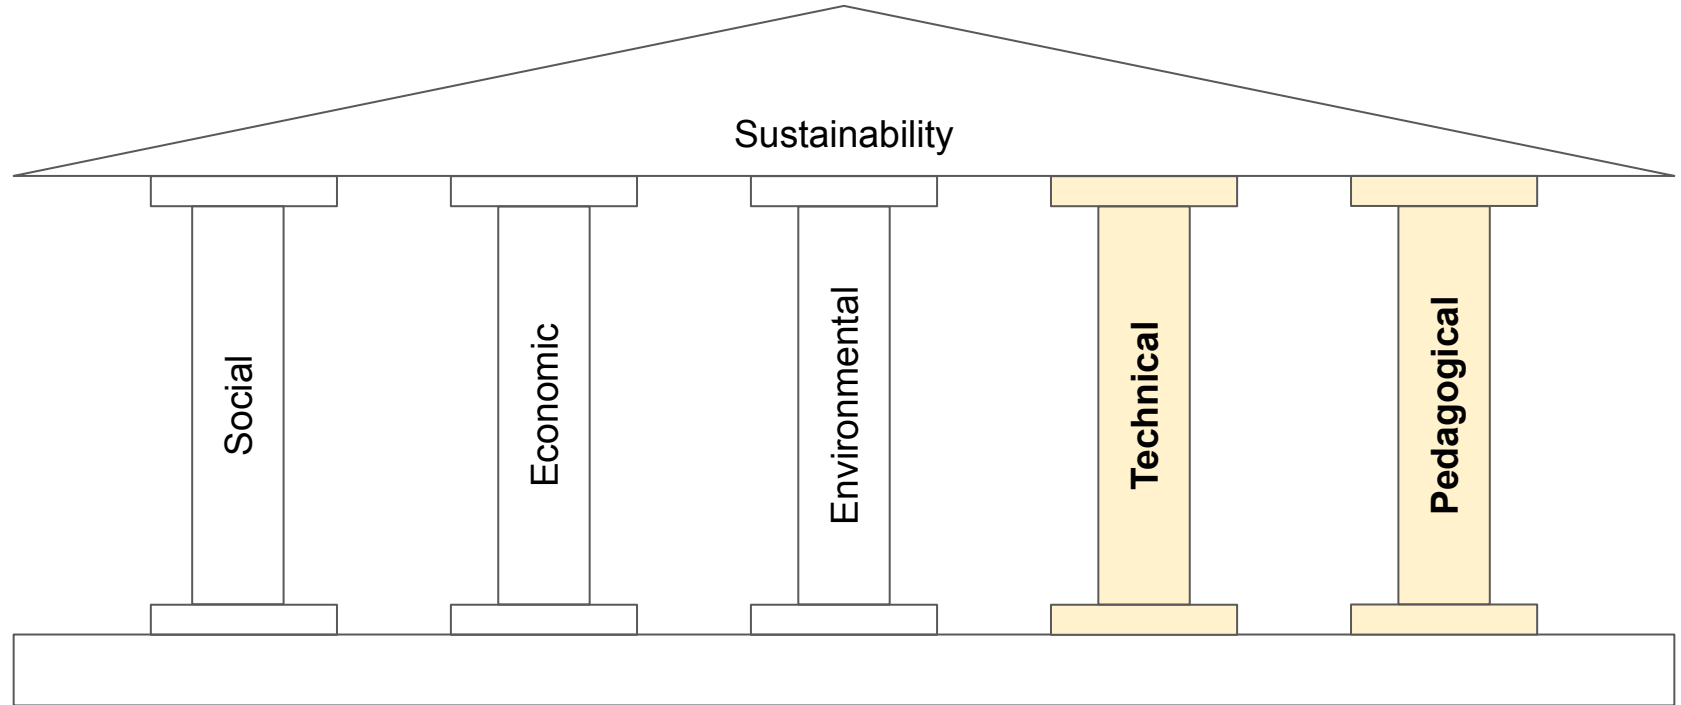 Sustainability
Social
Economic
Environmental
Technical
Pedagogical